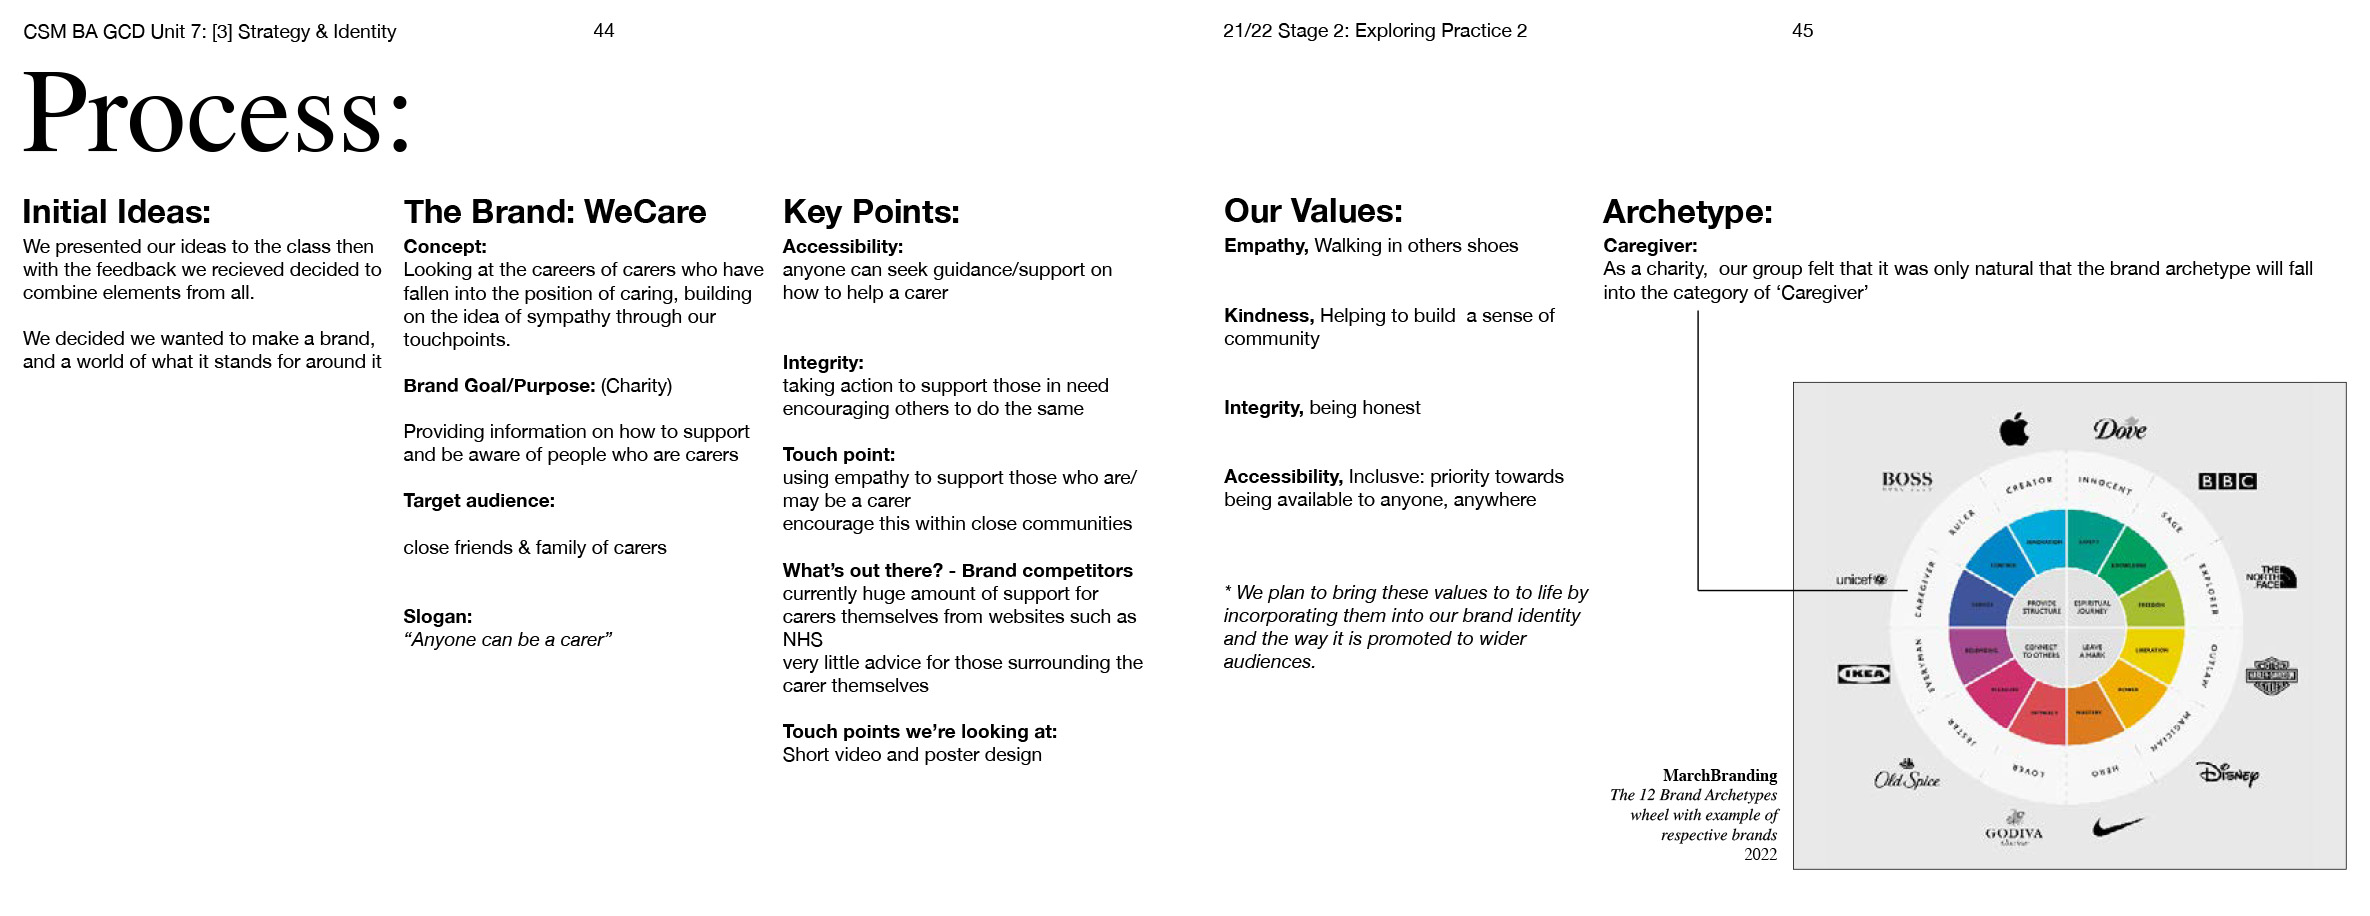 CSM BA GCD Unit 7: [3] Strategy & Identity
44
21/22 Stage 2: Exploring Practice 2
45
Process:
Initial Ideas:
We presented our ideas to the class then
with the feedback we recieved decided to
combine elements from all.
We decided we wanted to make a brand,
and a world of what it stands for around it
The Brand: WeCare
Concept:
Looking at the careers of carers who have
fallen into the position of caring, building
on the idea of sympathy through our
touchpoints.
Brand Goal/Purpose: (Charity)
Providing information on how to support
and be aware of people who are carers
Target audience:
close friends & family of carers
Slogan:
“Anyone can be a carer”
Key Points:
Accessibility:
anyone can seek guidance/support on
how to help a carer
Integrity:
taking action to support those in need
encouraging others to do the same
Touch point:
using empathy to support those who are/
may be a carer
encourage this within close communities
What’s out there? - Brand competitors
currently huge amount of support for
carers themselves from websites such as
NHS
very little advice for those surrounding the
carer themselves
Touch points we’re looking at:
Short video and poster design
Our Values:
Empathy, Walking in others shoes
Kindness, Helping to build  a sense of
community
Integrity, being honest
Accessibility, Inclusve: priority towards
being available to anyone, anywhere
* We plan to bring these values to to life by
incorporating them into our brand identity
and the way it is promoted to wider
audiences.
Archetype:
Caregiver:
As a charity,  our group felt that it was only natural that the brand archetype will fall
into the category of ‘Caregiver’
MarchBranding
The 12 Brand Archetypes
wheel with example of
respective brands
2022
Dove
BOSS
BBC
unicef
THE
NORTH
FACE
IKEA
HARLEY-DAVIDSON
Old Spice
Disney
GODIVA
CREATOR
INNOCENT
SAGE
EXPLORER
OUTLAW
MAGICIAN
HERO
LOVER
JESTER
EVERYMAN
CAREGIVER
RULER
INNOVATION
SAFETY
KNOWLEDGE
FREEDOM
LIBERATION
POWER
MASTERY
INTIMACY
PLEASURE
BELONGING
SERVICE
CONTROL
PROVIDE
STRUCTURE
ESPIRITUAL
JOURNEY
CONNECT
TO OTHERS
LEAVE
A MARK